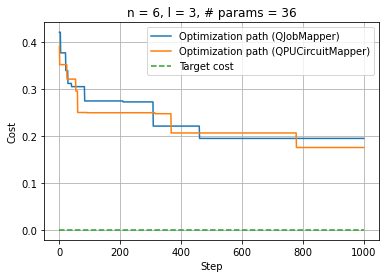 n = 6, l = 3, # params = 36
Optimization path (QJobMapper)
Optimization path (QPUCircuitMapper)
Target cost
Cost
0.4
0.3
0.2
0.1
0.0
0 200 400 600 800 1000
Step